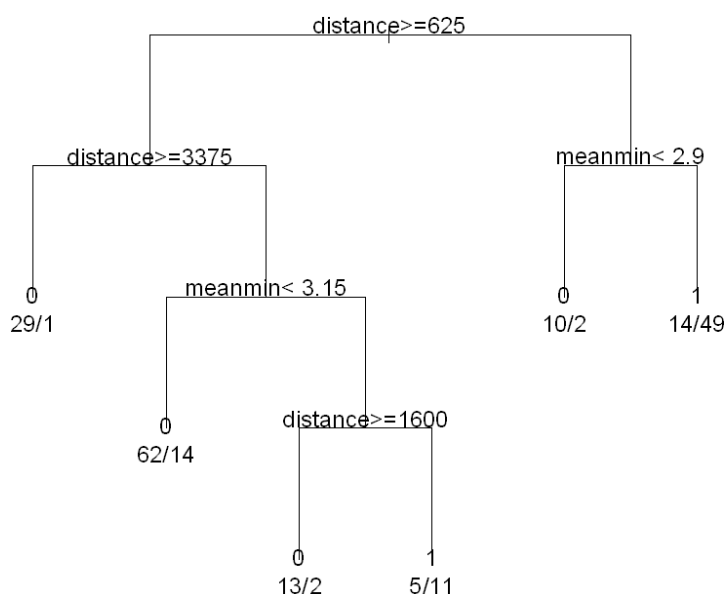 distance>=625
distance>=3375
meanmin< 2.9
0
29/1
meanmin< 3.15
0
10/2
1
14/49
0
62/14
distance>=1600
0
13/2
1
5/11